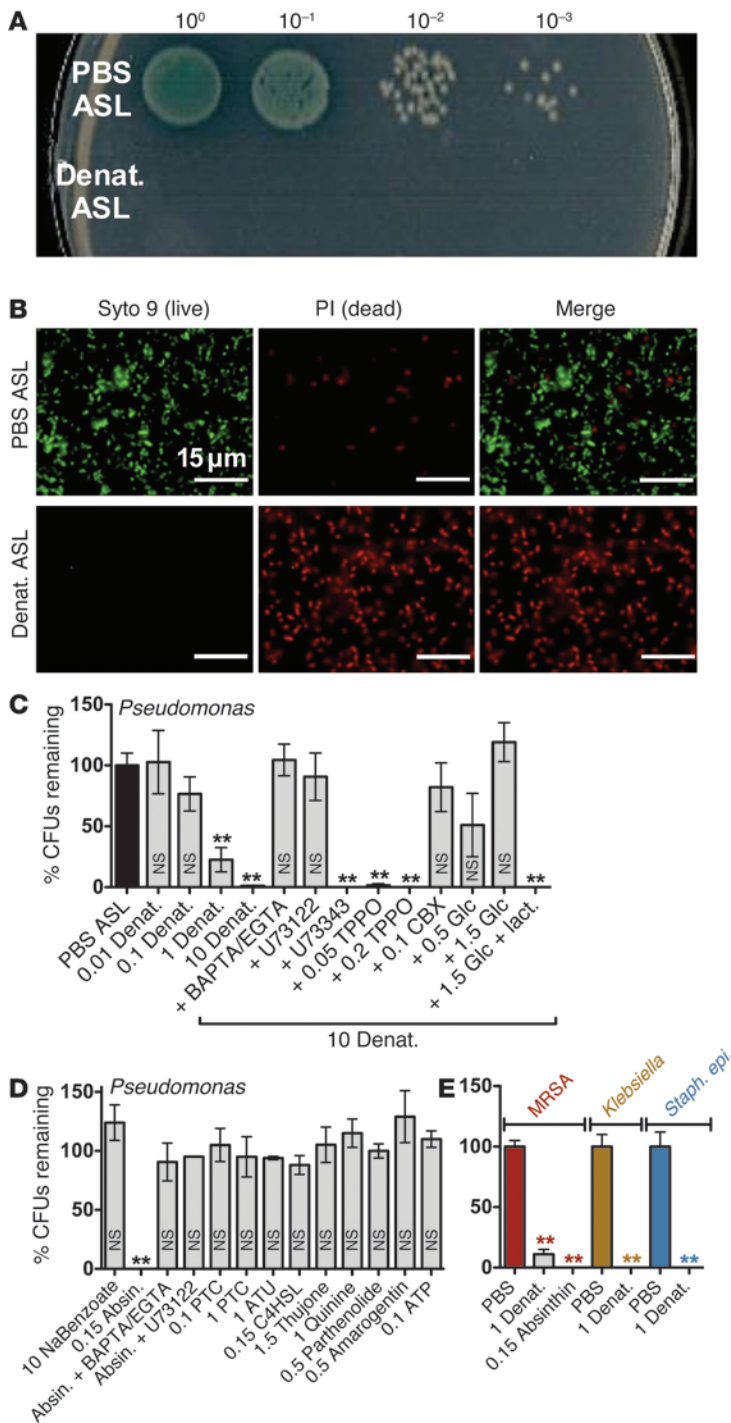 A
10⁰ 10⁻¹ 10⁻² 10⁻³
PBS
ASL
Denat.
ASL
B
Syto 9 (live) PI (dead) Merge
PBS ASL
15 μm
Denat. ASL
C
Pseudomonas
% CFUs remaining
150
100
50
0
NS NS ** ** NS NS ** ** ** NS NS NS **
PBS ASL
0.01 Denat.
0.1 Denat.
1 Denat.
10 Denat.
+ BAPTA/EGTA
+ U73122
+ U73343
+ 0.05 TPPO
+ 0.2 TPPO
+ 0.1 CBX
+ 0.5 Glc
+ 1.5 Glc
+ 1.5 Glc + lact.
10 Denat.
D
Pseudomonas
% CFUs remaining
150
100
50
0
NS ** NS NS NS NS NS NS NS NS NS NS NS
10 NaBenzoate
0.15 Absin.
Absin. + BAPTA/EGTA
Absin. + U73122
0.1 PTC
1 PTC
1 ATU
0.15 C4HSL
1.5 Thujone
1 Quinine
0.5 Parthenolide
0.5 Amarogentin
0.1 ATP
E
MRSA
Klebsiella
Staph. epi.
150
100
50
0
** ** ** **
PBS
1 Denat.
0.15 Absinthin
PBS
1 Denat.
PBS
1 Denat.